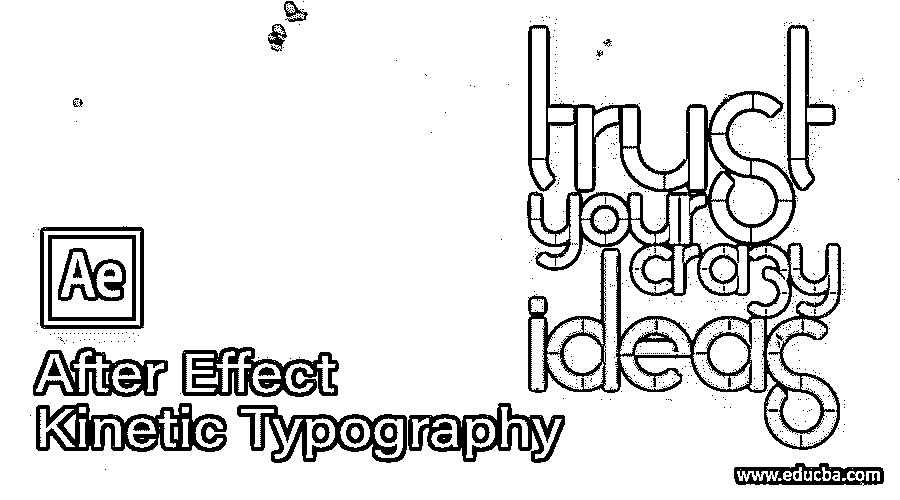 trust
your
crazy
ideas
Ae
After Effect
Kinetic Typography
www.educba.com